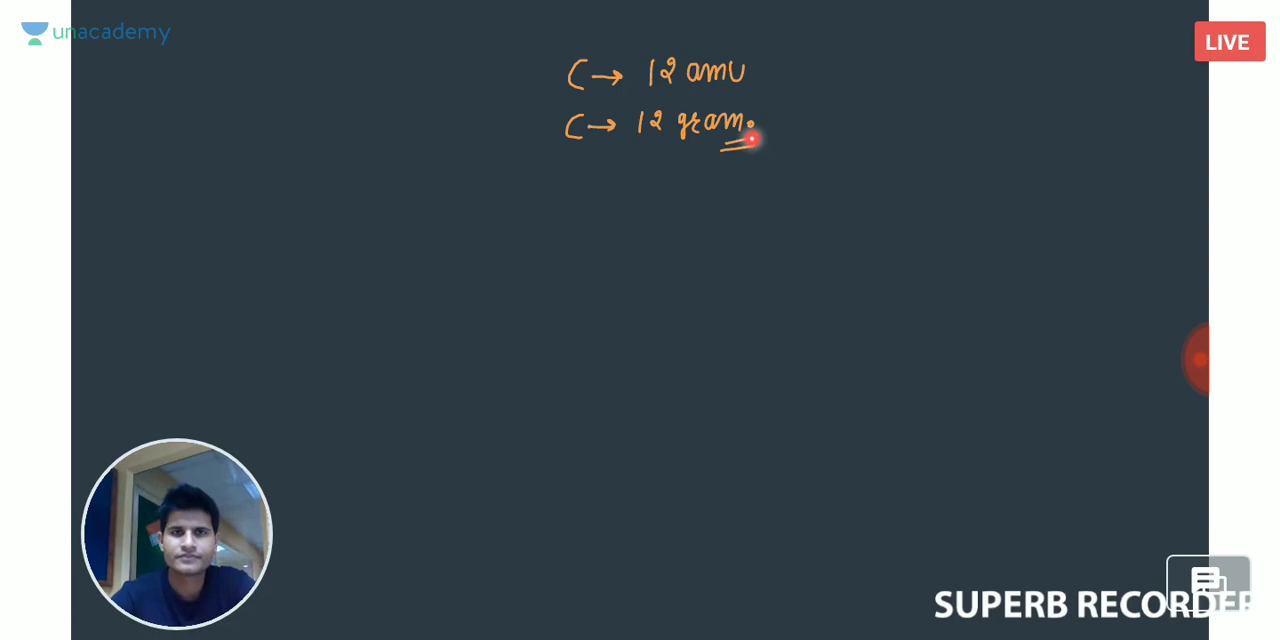 unacademy
LIVE
C → 12 amu
C → 12 gram.
SUPERB RECORDER